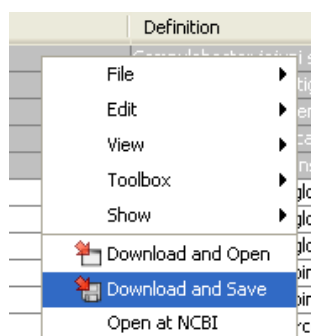 Definition
File
Edit
View
Toolbox
Show
Download and Open
Download and Save
Open at NCBI